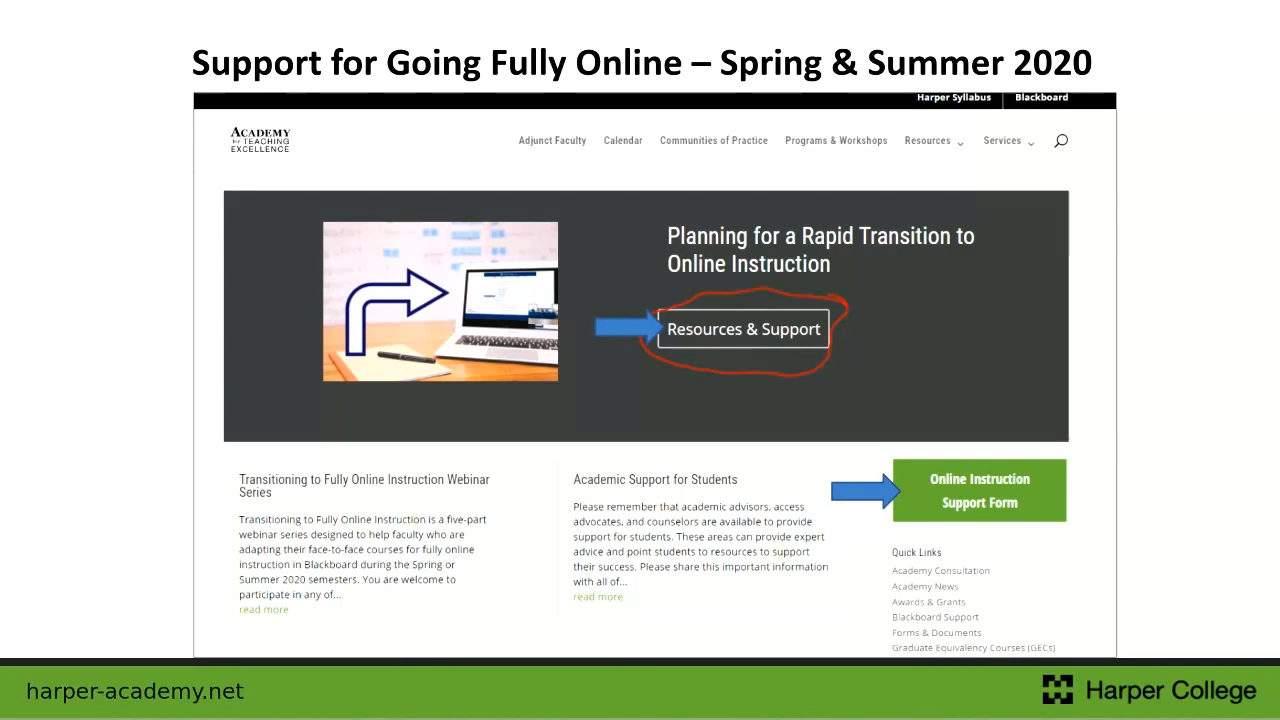 Support for Going Fully Online – Spring & Summer 2020
Harper Syllabus
Blackboard
ACADEMY
for TEACHING
EXCELLENCE
Adjunct Faculty
Calendar
Communities of Practice
Programs & Workshops
Resources
Services
Planning for a Rapid Transition to
Online Instruction
Resources & Support
Transitioning to Fully Online Instruction Webinar
Series
Transitioning to Fully Online Instruction is a five-part
webinar series designed to help faculty who are
adapting their face-to-face courses for fully online
instruction in Blackboard during the Spring or
Summer 2020 semesters. You are welcome to
participate in any of...
read more
Academic Support for Students
Please remember that academic advisors, access
advocates, and counselors are available to provide
support for students. These areas can provide expert
advice and point students to resources to support
their success. Please share this important information
with all of...
read more
Online Instruction
Support Form
Quick Links
Academy Consultation
Academy News
Awards & Grants
Blackboard Support
Forms & Documents
Graduate Equivalency Courses (GECs)
harper-academy.net
Harper College